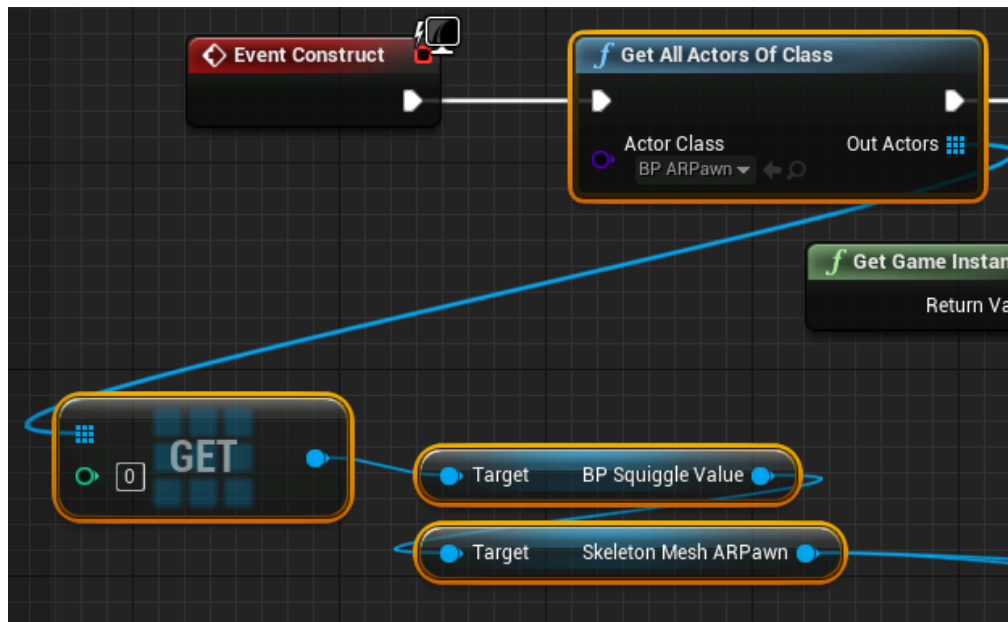 Event Construct
f Get All Actors Of Class
Actor Class
BP ARPawn
Out Actors
f Get Game Instan
Return Va
GET
0
Target BP Squiggle Value
Target Skeleton Mesh ARPawn